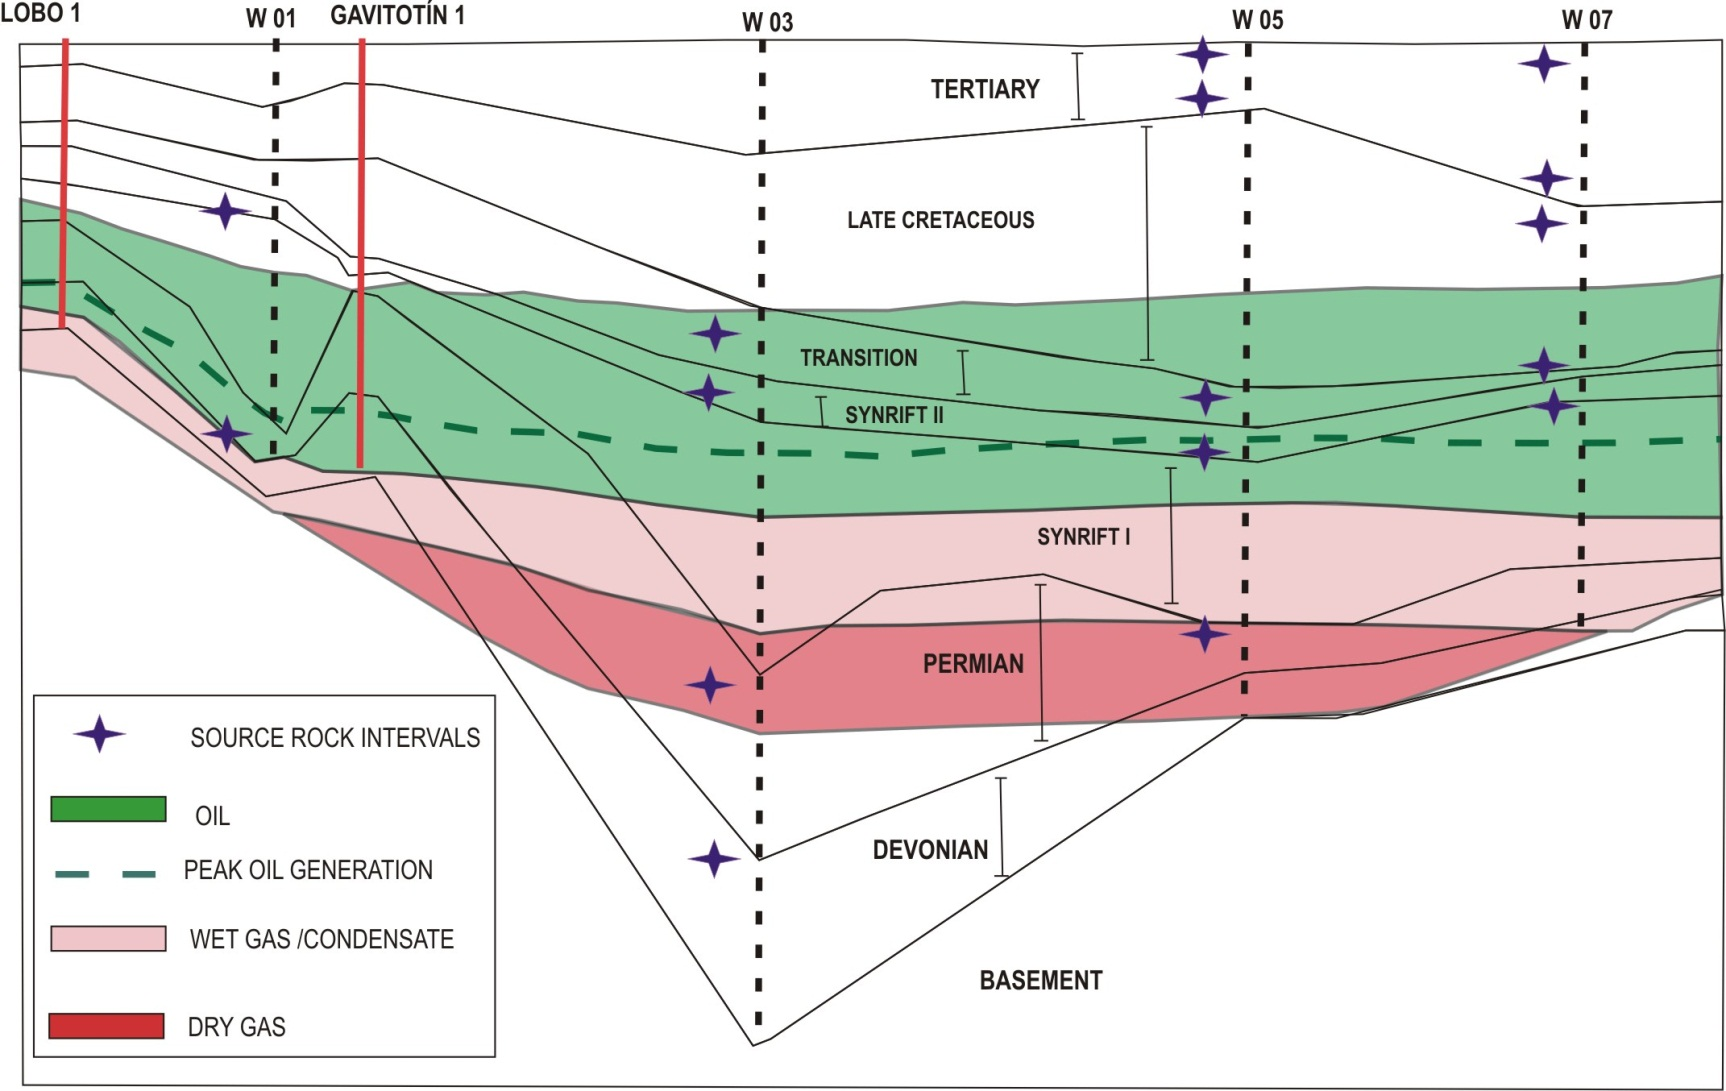 LOBO 1
W 01
GAVITOTÍN 1
W 03
W 05
W 07
TERTIARY
LATE CRETACEOUS
TRANSITION
SYNRIFT II
SYNRIFT I
PERMIAN
DEVONIAN
BASEMENT
SOURCE ROCK INTERVALS
OIL
PEAK OIL GENERATION
WET GAS /CONDENSATE
DRY GAS